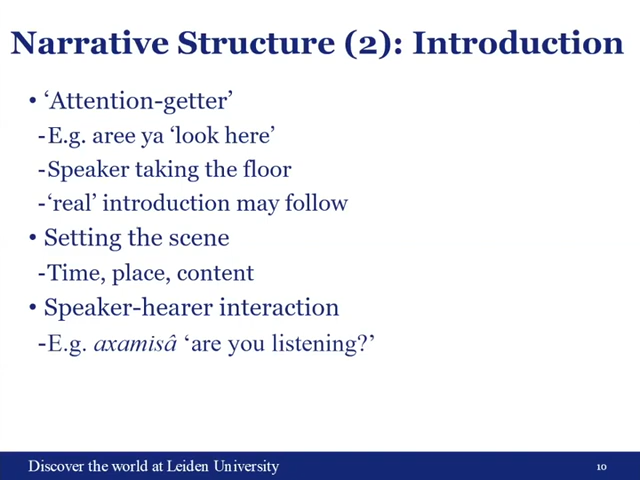 Narrative Structure (2): Introduction
• ‘Attention-getter’
-E.g. aree ya ‘look here’
-Speaker taking the floor
-‘real’ introduction may follow
• Setting the scene
-Time, place, content
• Speaker-hearer interaction
-E.g. axamisâ ‘are you listening?’
Discover the world at Leiden University
10